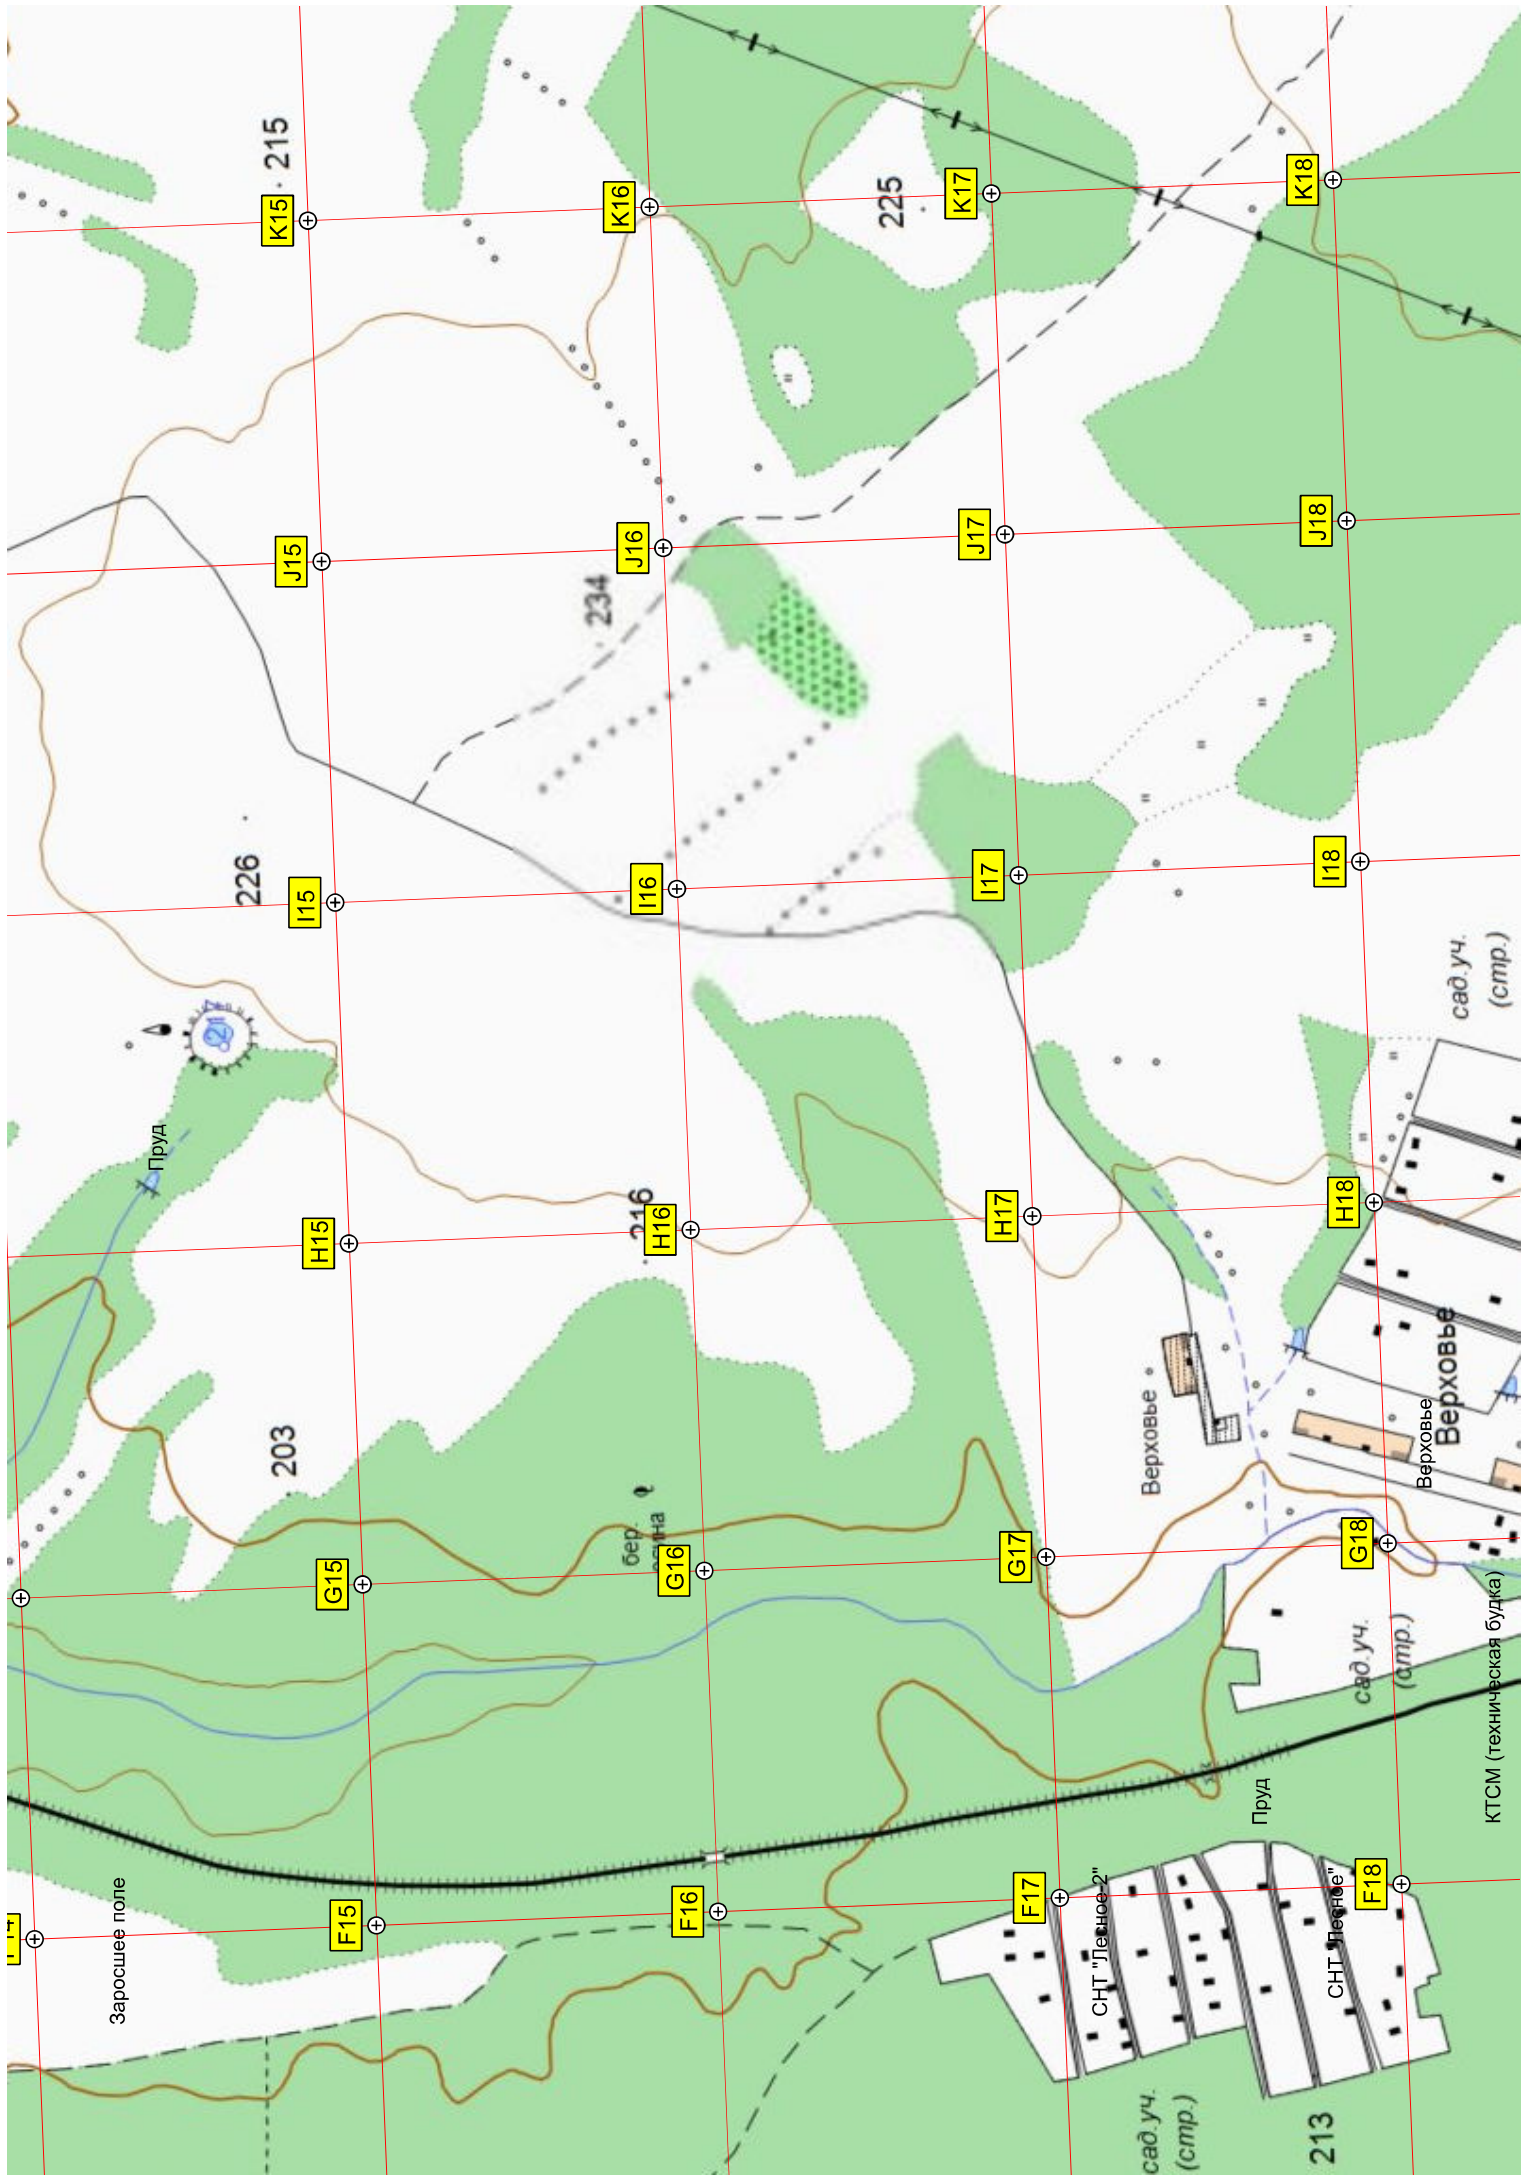 215
K15
K16
225
K17
K18
J15
234
J16
J17
J18
226
I15
I16
I17
I18
217
сад.уч.
(стр.)
Пруд
H15
216
H16
H17
H18
Верховье
Верховье
Верховье
203
бер.
осина
G15
G16
G17
G18
сад.уч.
(стр.)
КТСМ (техническая будка)
Пруд
Заросшее поле
F15
F16
F17
F18
СНТ "Лесное-2"
СНТ "Лесное"
сад.уч.
(стр.)
213